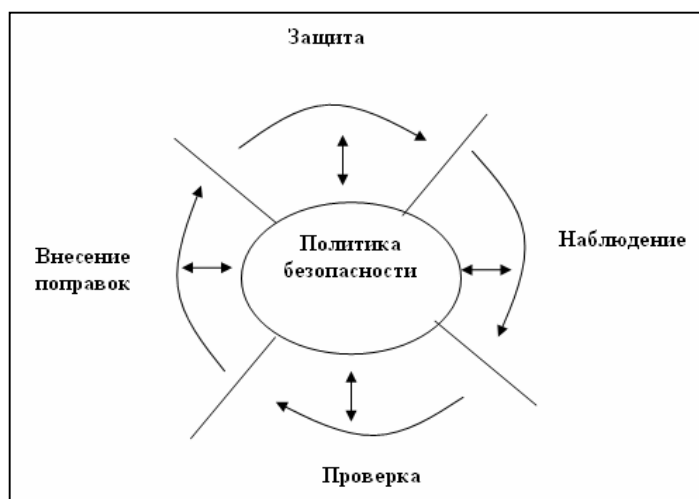 Защита
Политика
безопасности
Наблюдение
Внесение
поправок
Проверка